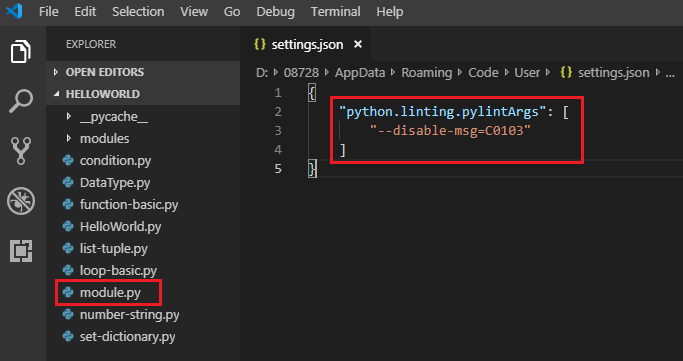 File Edit Selection View Go Debug Terminal Help
EXPLORER
OPEN EDITORS
HELLOWORLD
__pycache__
modules
condition.py
DataType.py
function-basic.py
HelloWorld.py
list-tuple.py
loop-basic.py
module.py
number-string.py
set-dictionary.py
{} settings.json ×
D: › 08728 › AppData › Roaming › Code › User › {} settings.json › ...
1 {
2 "python.linting.pylintArgs": [
3 "--disable-msg=C0103"
4 ]
5 }